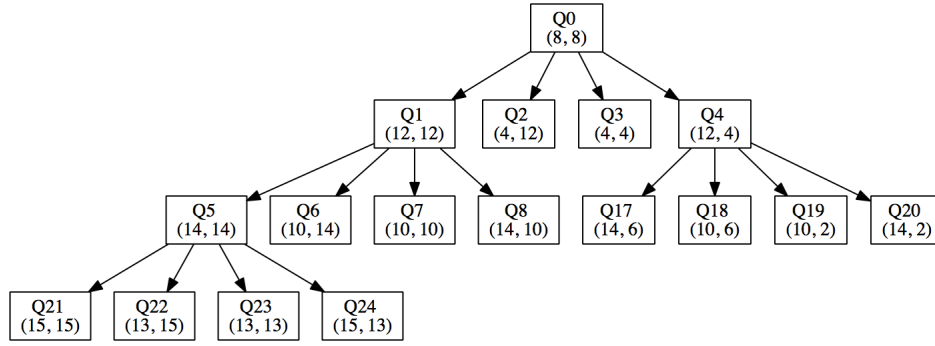 Q0
(8, 8)
Q1
(12, 12)
Q2
(4, 12)
Q3
(4, 4)
Q4
(12, 4)
Q5
(14, 14)
Q6
(10, 14)
Q7
(10, 10)
Q8
(14, 10)
Q17
(14, 6)
Q18
(10, 6)
Q19
(10, 2)
Q20
(14, 2)
Q21
(15, 15)
Q22
(13, 15)
Q23
(13, 13)
Q24
(15, 13)